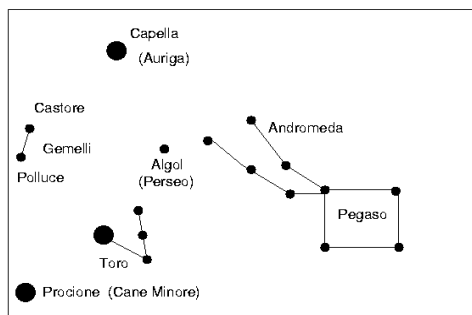 Capella
(Auriga)
Castore
Gemelli
Polluce
Algol
(Perseo)
Andromeda
Pegaso
Toro
Procione (Cane Minore)